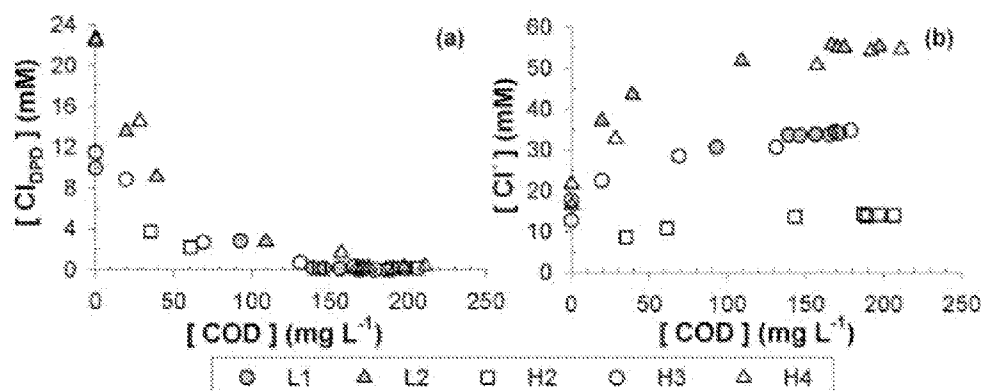 24
20
16
12
8
4
0
[ Cl_DPD ] (mM)
(a)
0 50 100 150 200 250
[ COD ] (mg L⁻¹)
60
50
40
30
20
10
0
[ Cl⁻ ] (mM)
(b)
0 50 100 150 200 250
[ COD ] (mg L⁻¹)
L1 L2 H2 H3 H4